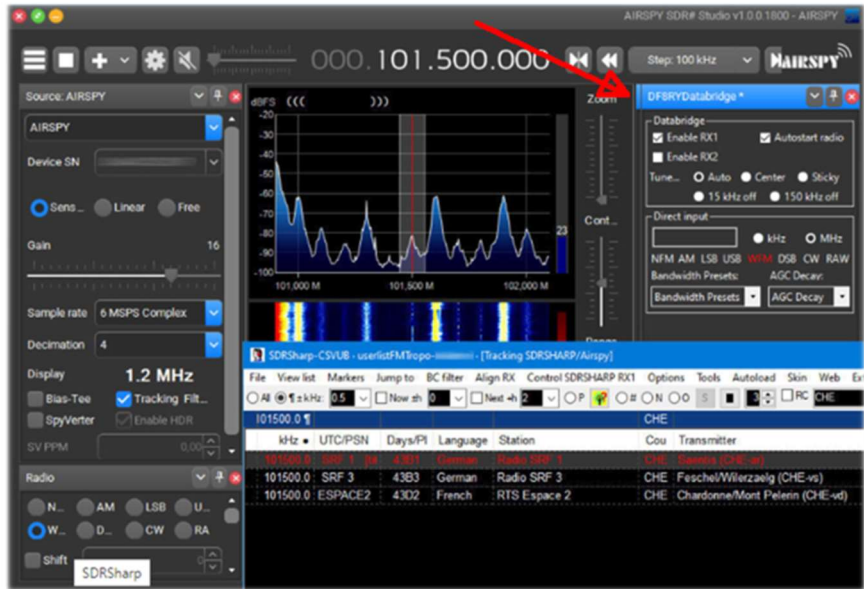 AIRSPY SDR# Studio v1.0.0.1800 - AIRSPY
000.101.500.000
Step: 100 kHz
AIRSPY
Source: AIRSPY
AIRSPY
Device SN
Sens...
Linear
Free
Gain
16
Sample rate
6 MSPS Complex
Decimation
4
Display
1.2 MHz
Bias-Tee
Tracking Filt...
SpyVerter
Enable HDR
SV PPM
0,00
Radio
N...
AM
LSB
U...
W...
D...
CW
RA
Shift
0
SDRSharp
dBFS
(((
)))
-20
-30
-40
-50
-60
-70
-80
-90
-100
101,000 M
101,500 M
102,000 M
23
Zoom
Cont...
Range
DF8RYDatabridge *
Databridge
Enable RX1
Autostart radio
Enable RX2
Tune...
Auto
Center
Sticky
15 kHz off
150 kHz off
Direct input
kHz
MHz
NFM AM LSB USB WFM DSB CW RAW
Bandwidth Presets:
AGC Decay:
Bandwidth Presets
AGC Decay
SDRSharp-CSVUB - userlistFMTropo- - [Tracking SDRSHARP/Airspy]
File View list Markers Jump to BC filter Align RX Control SDRSHARP RX1 Options Tools Autoload Skin Web
All ¶ ± kHz: 0.5 Now ±h 0 Next +h 2 P # N 0 S 3 RC CHE
101500.0 ¶ CHE
kHz UTC/PSN Days/PI Language Station Cou Transmitter
101500.0 SRF 1 43B1 German Radio SRF 1 CHE
101500.0 SRF 3 43B3 German Radio SRF 3 CHE Feschel/Wilerzaelg (CHE-vs)
101500.0 ESPACE2 43D2 French RTS Espace 2 CHE Chardonne/Mont Pelerin (CHE-vd)